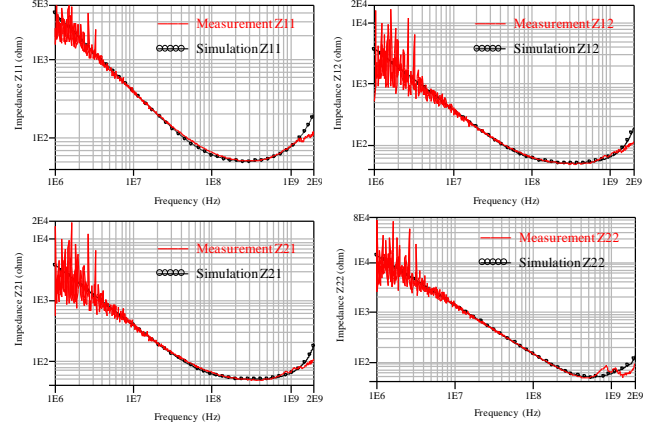 5E3
Measurement Z11
Simulation Z11
1E3
1E2
Impedance Z11 (ohm)
1E6 1E7 1E8 1E9 2E9
Frequency (Hz)
2E4
1E4
Measurement Z12
Simulation Z12
1E3
1E2
Impedance Z12 (ohm)
1E6 1E7 1E8 1E9 2E9
Frequency (Hz)
2E4
1E4
Measurement Z21
Simulation Z21
1E3
1E2
Impedance Z21 (ohm)
1E6 1E7 1E8 1E9 2E9
Frequency (Hz)
8E4
Measurement Z22
1E4
Simulation Z22
1E3
1E2
Impedance Z22 (ohm)
1E6 1E7 1E8 1E9 2E9
Frequency (Hz)